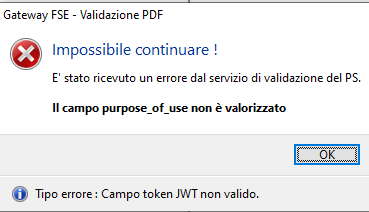 Gateway FSE - Validazione PDF
Impossibile continuare !
E' stato ricevuto un errore dal servizio di validazione del PS.
Il campo purpose_of_use non è valorizzato
OK
Tipo errore : Campo token JWT non valido.